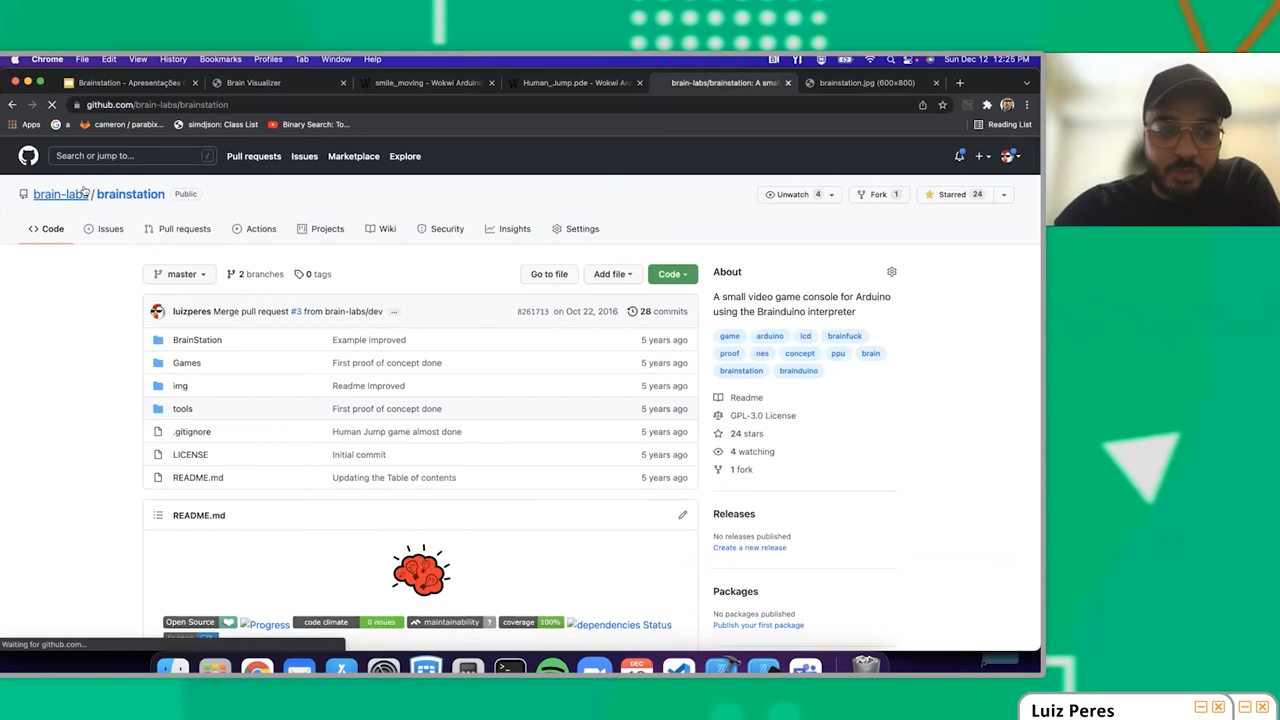 Chrome File Edit View History Bookmarks Profiles Tab Window Help Sun Dec 12 12:25 PM
Brainstation - Apresentações Brain Visualizer smile_moving - Wokwi Arduin Human_Jump.pde - Wokwi Ar brain-labs/brainstation: A sma brainstation.jpg (600×800)
github.com/brain-labs/brainstation
Apps a cameron / parabix... simdjson: Class List Binary Search: To... Reading List
Search or jump to... / Pull requests Issues Marketplace Explore
brain-labs / brainstation Public Unwatch 4 Fork 1 Starred 24
<> Code Issues Pull requests Actions Projects Wiki Security Insights Settings
master 2 branches 0 tags Go to file Add file Code
About
A small video game console for Arduino
using the Brainduino interpreter
game arduino lcd brainfuck
proof nes concept ppu brain
brainstation brainduino
Readme
GPL-3.0 License
24 stars
4 watching
1 fork
luizperes Merge pull request #3 from brain-labs/dev ... 8261713 on Oct 22, 2016 28 commits
BrainStation Example improved 5 years ago
Games First proof of concept done 5 years ago
img Readme Improved 5 years ago
tools First proof of concept done 5 years ago
.gitignore Human Jump game almost done 5 years ago
LICENSE Initial commit 5 years ago
README.md Updating the Table of contents 5 years ago
Releases
No releases published
Create a new release
Packages
No packages published
Publish your first package
README.md
Open Source Progress code climate 0 issues maintainability ? coverage 100% dependencies Status
Waiting for github.com...
DEC
Luiz Peres